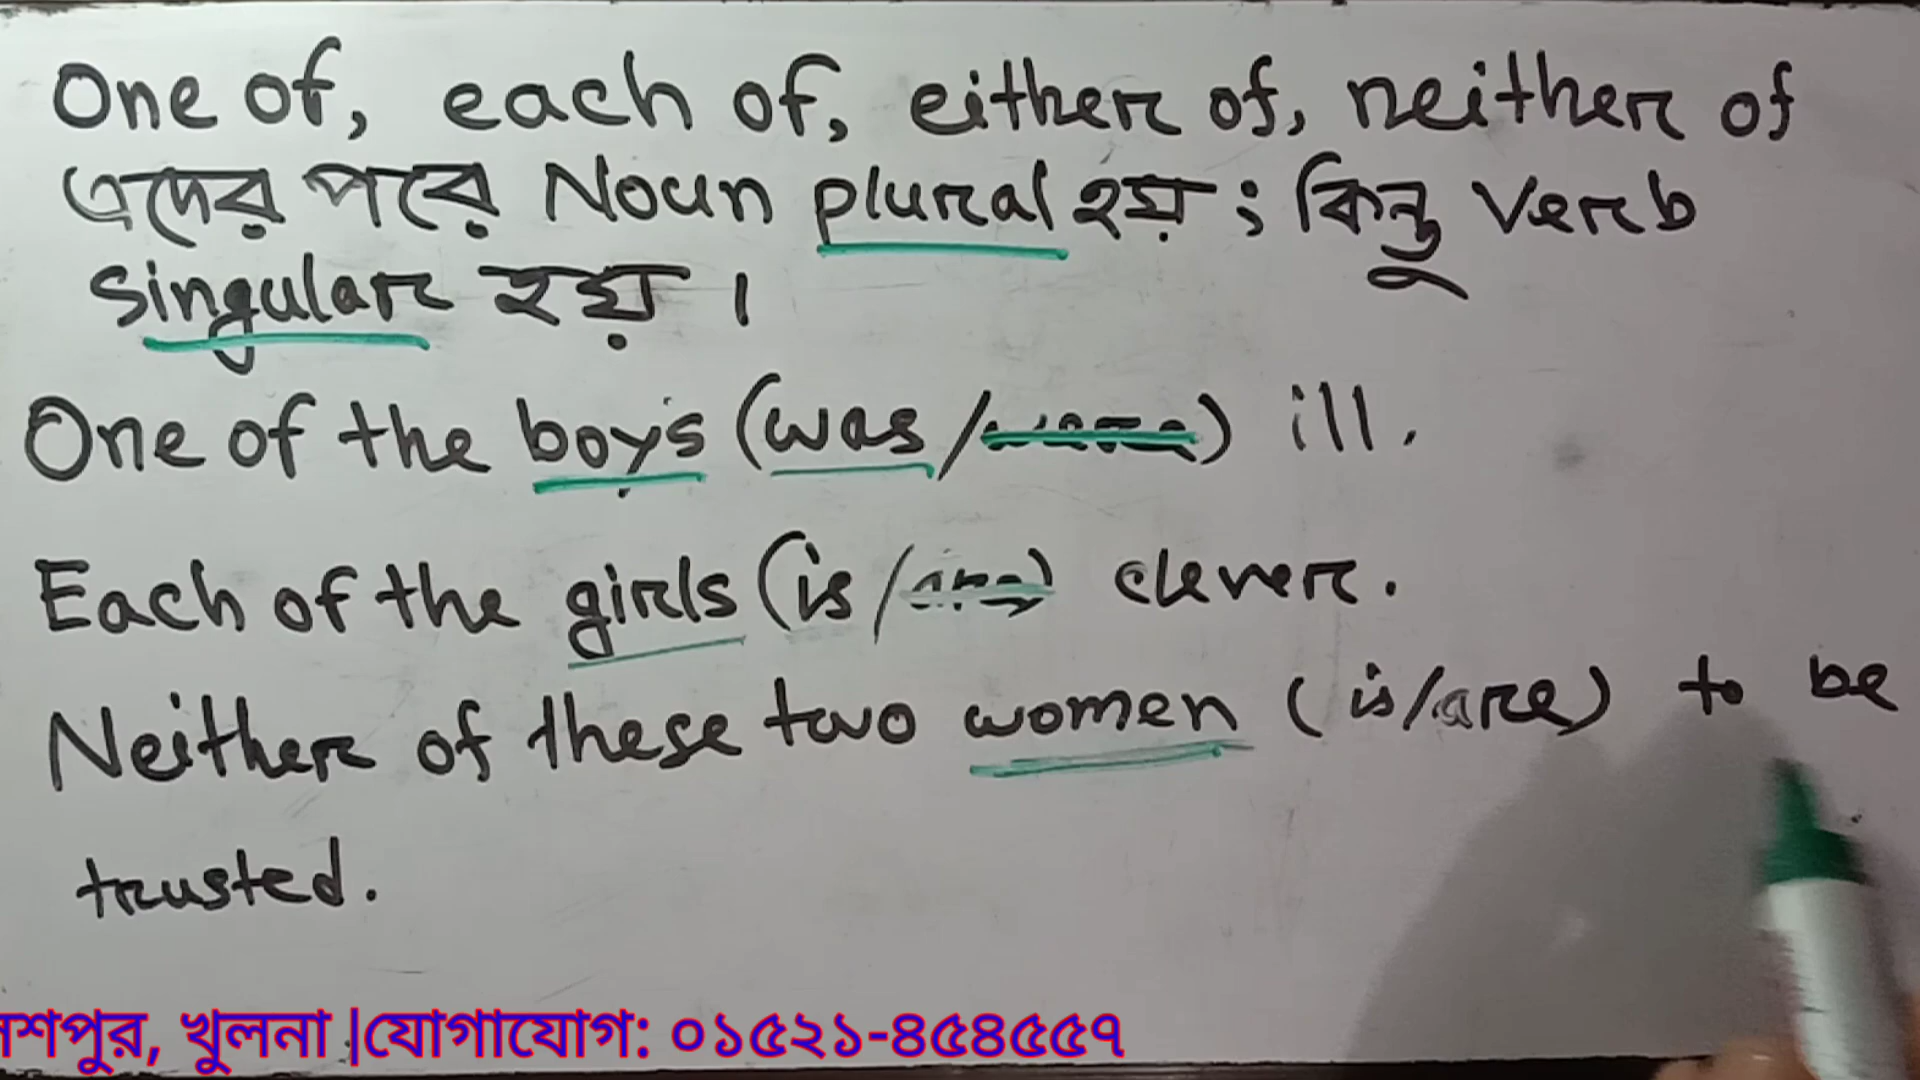 One of, each of, either of, neither of
এদের পরে Noun plural হয় ; কিন্তু Verb
singular হয় ।
One of the boys (was/were) ill.
Each of the girls (is/are) clever.
Neither of these two women (is/are) to be
trusted.
শপুর, খুলনা |যোগাযোগ: ০১৫২১-৪৫৪৫৫৭